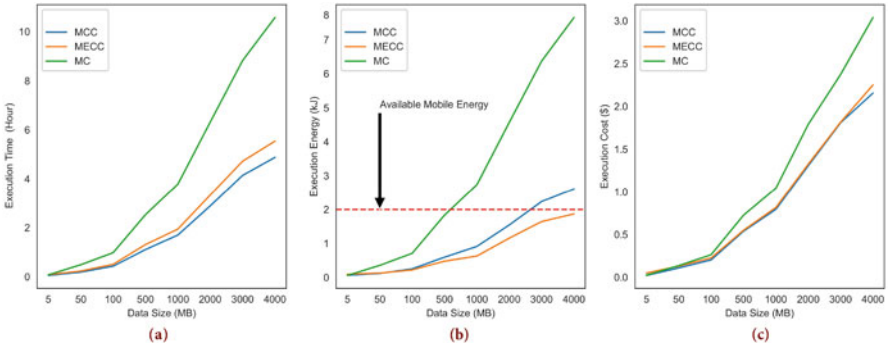 MCC
MECC
MC
10
8
6
4
2
0
Execution Time (Hour)
5 50 100 500 1000 2000 3000 4000
Data Size (MB)
(a)
MCC
MECC
MC
Available Mobile Energy
8
7
6
5
4
3
2
1
0
Execution Energy (kJ)
5 50 100 500 1000 2000 3000 4000
Data Size (MB)
(b)
MCC
MECC
MC
3.0
2.5
2.0
1.5
1.0
0.5
0.0
Execution Cost ($)
5 50 100 500 1000 2000 3000 4000
Data Size (MB)
(c)